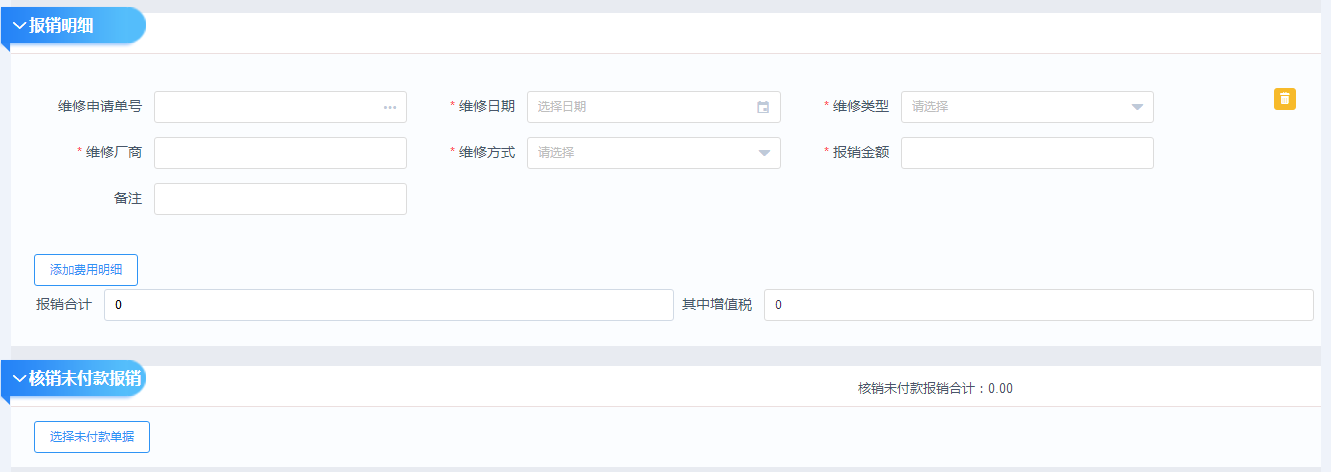 报销明细
维修申请单号 ··· * 维修日期 选择日期 * 维修类型 请选择
* 维修厂商 * 维修方式 请选择 * 报销金额
备注
添加费用明细
报销合计 0 其中增值税 0
核销未付款报销
核销未付款报销合计：0.00
选择未付款单据